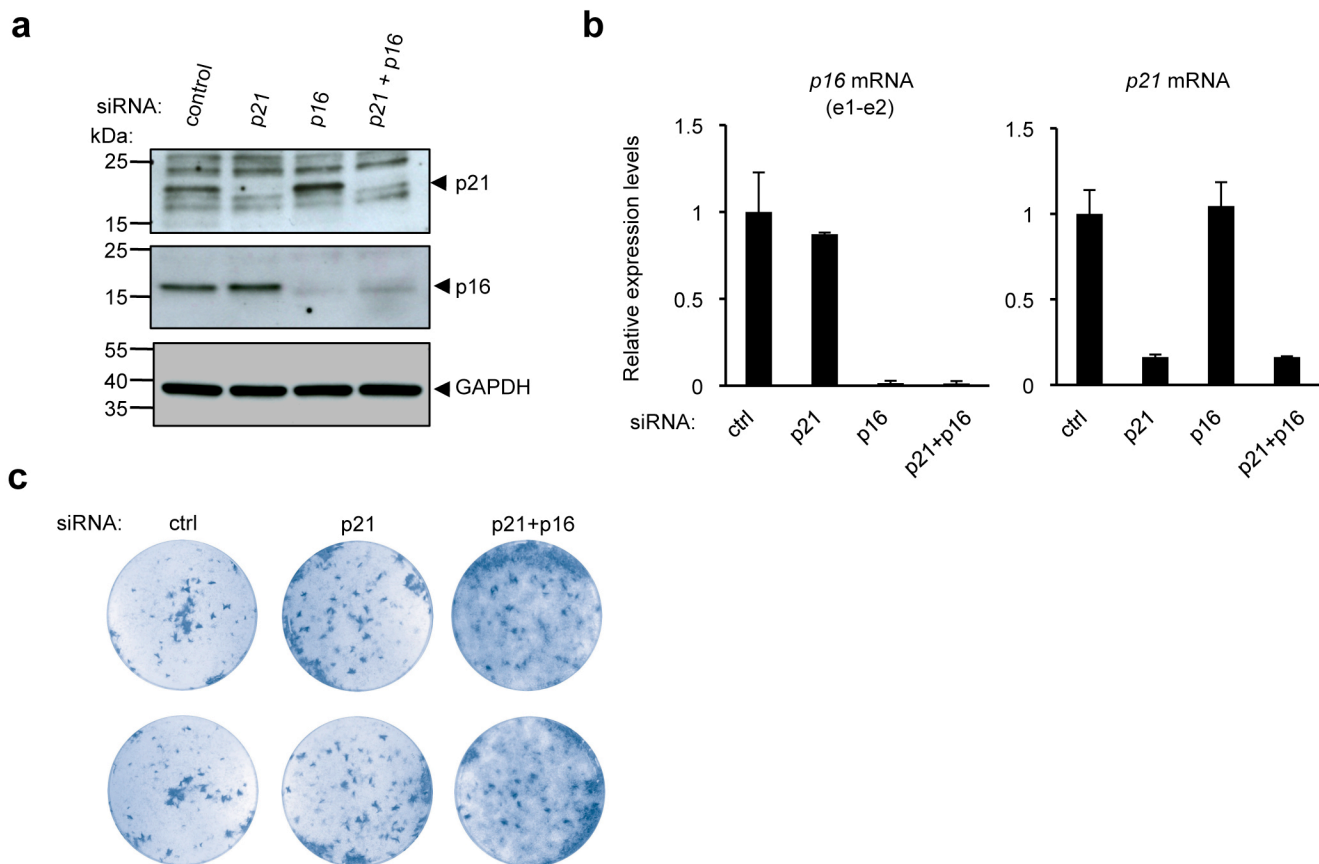 a
siRNA: control p21 p16 p21 + p16
kDa:
25
15
p21
25
15
p16
55
40
35
GAPDH
b
p16 mRNA
(e1-e2)
Relative expression levels
1.5
1
0.5
0
siRNA: ctrl p21 p16 p21+p16
p21 mRNA
1.5
1
0.5
0
ctrl p21 p16 p21+p16
c
siRNA: ctrl p21 p21+p16